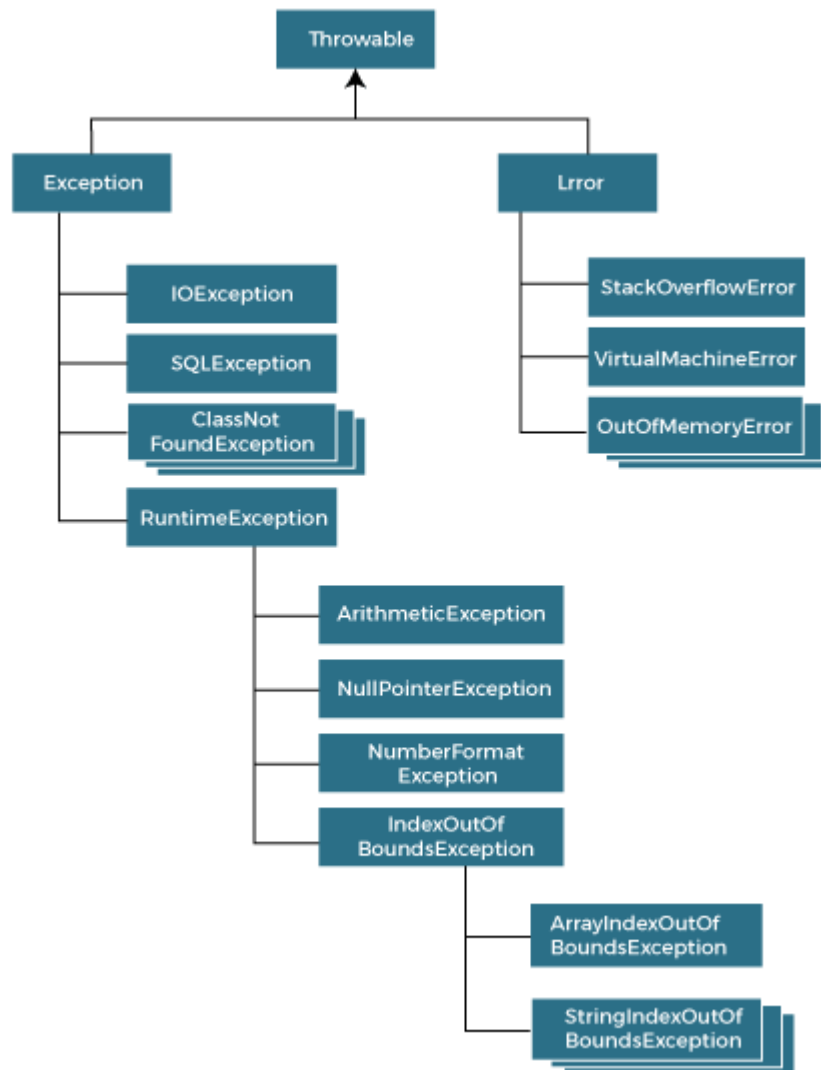 Throwable
Exception
Lrror
IOException
StackOverflowError
SQLException
VirtualMachineError
ClassNot
FoundException
OutOfMemoryError
RuntimeException
ArithmeticException
NullPointerException
NumberFormat
Exception
IndexOutOf
BoundsException
ArrayIndexOutOf
BoundsException
StringIndexOutOf
BoundsException